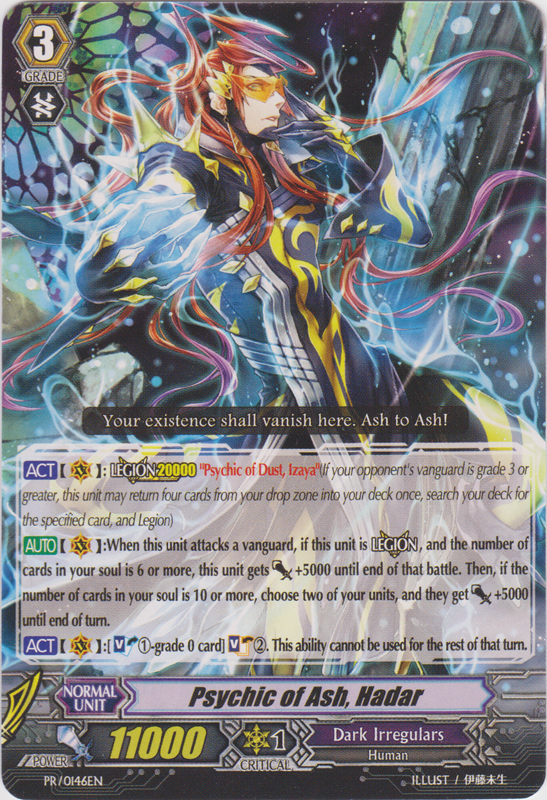 3
GRADE
Your existence shall vanish here. Ash to Ash!
ACT【 】: LEGION 20000 "Psychic of Dust, Izaya"(If your opponent's vanguard is grade 3 or
greater, this unit may return four cards from your drop zone into your deck once, search your deck for
the specified card, and Legion)
AUTO【 】:When this unit attacks a vanguard, if this unit is LEGION, and the number of
cards in your soul is 6 or more, this unit gets +5000 until end of that battle. Then, if the
number of cards in your soul is 10 or more, choose two of your units, and they get +5000
until end of turn.
ACT【 】:[ V ①-grade 0 card] V ②. This ability cannot be used for the rest of that turn.
NORMAL
UNIT
Psychic of Ash, Hadar
POWER
11000
1
CRITICAL
Dark Irregulars
Human
PR/0146EN
ILLUST / 伊藤未生